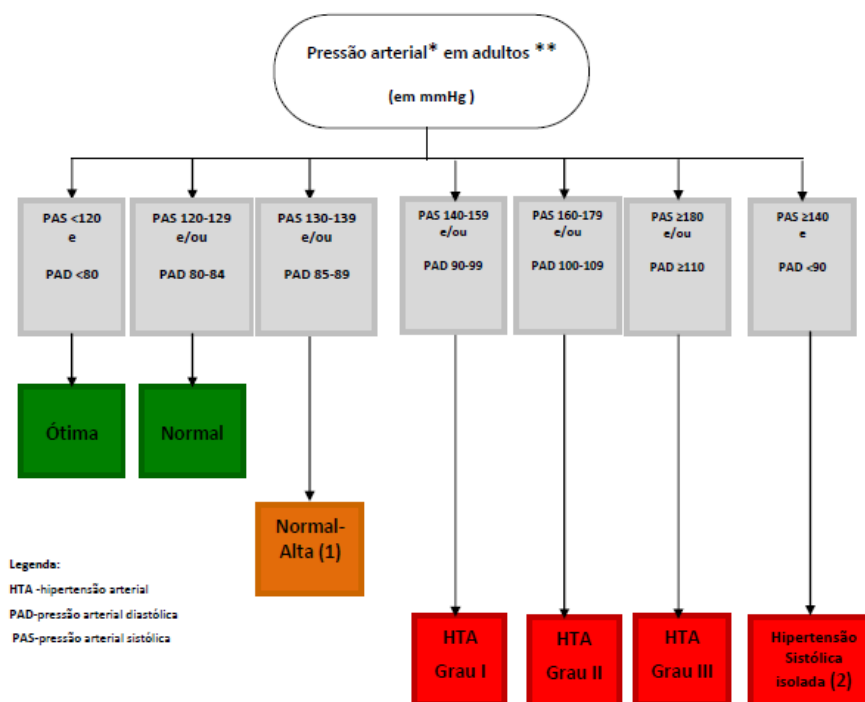 Pressão arterial* em adultos **
(em mmHg )
PAS <120
e
PAD <80
PAS 120-129
e/ou
PAD 80-84
PAS 130-139
e/ou
PAD 85-89
PAS 140-159
e/ou
PAD 90-99
PAS 160-179
e/ou
PAD 100-109
PAS ≥180
e/ou
PAD ≥110
PAS ≥140
e
PAD <90
Ótima
Normal
Normal-
Alta (1)
Legenda:
HTA -hipertensão arterial
PAD-pressão arterial diastólica
PAS-pressão arterial sistólica
HTA
Grau I
HTA
Grau II
HTA
Grau III
Hipertensão
Sistólica
isolada (2)